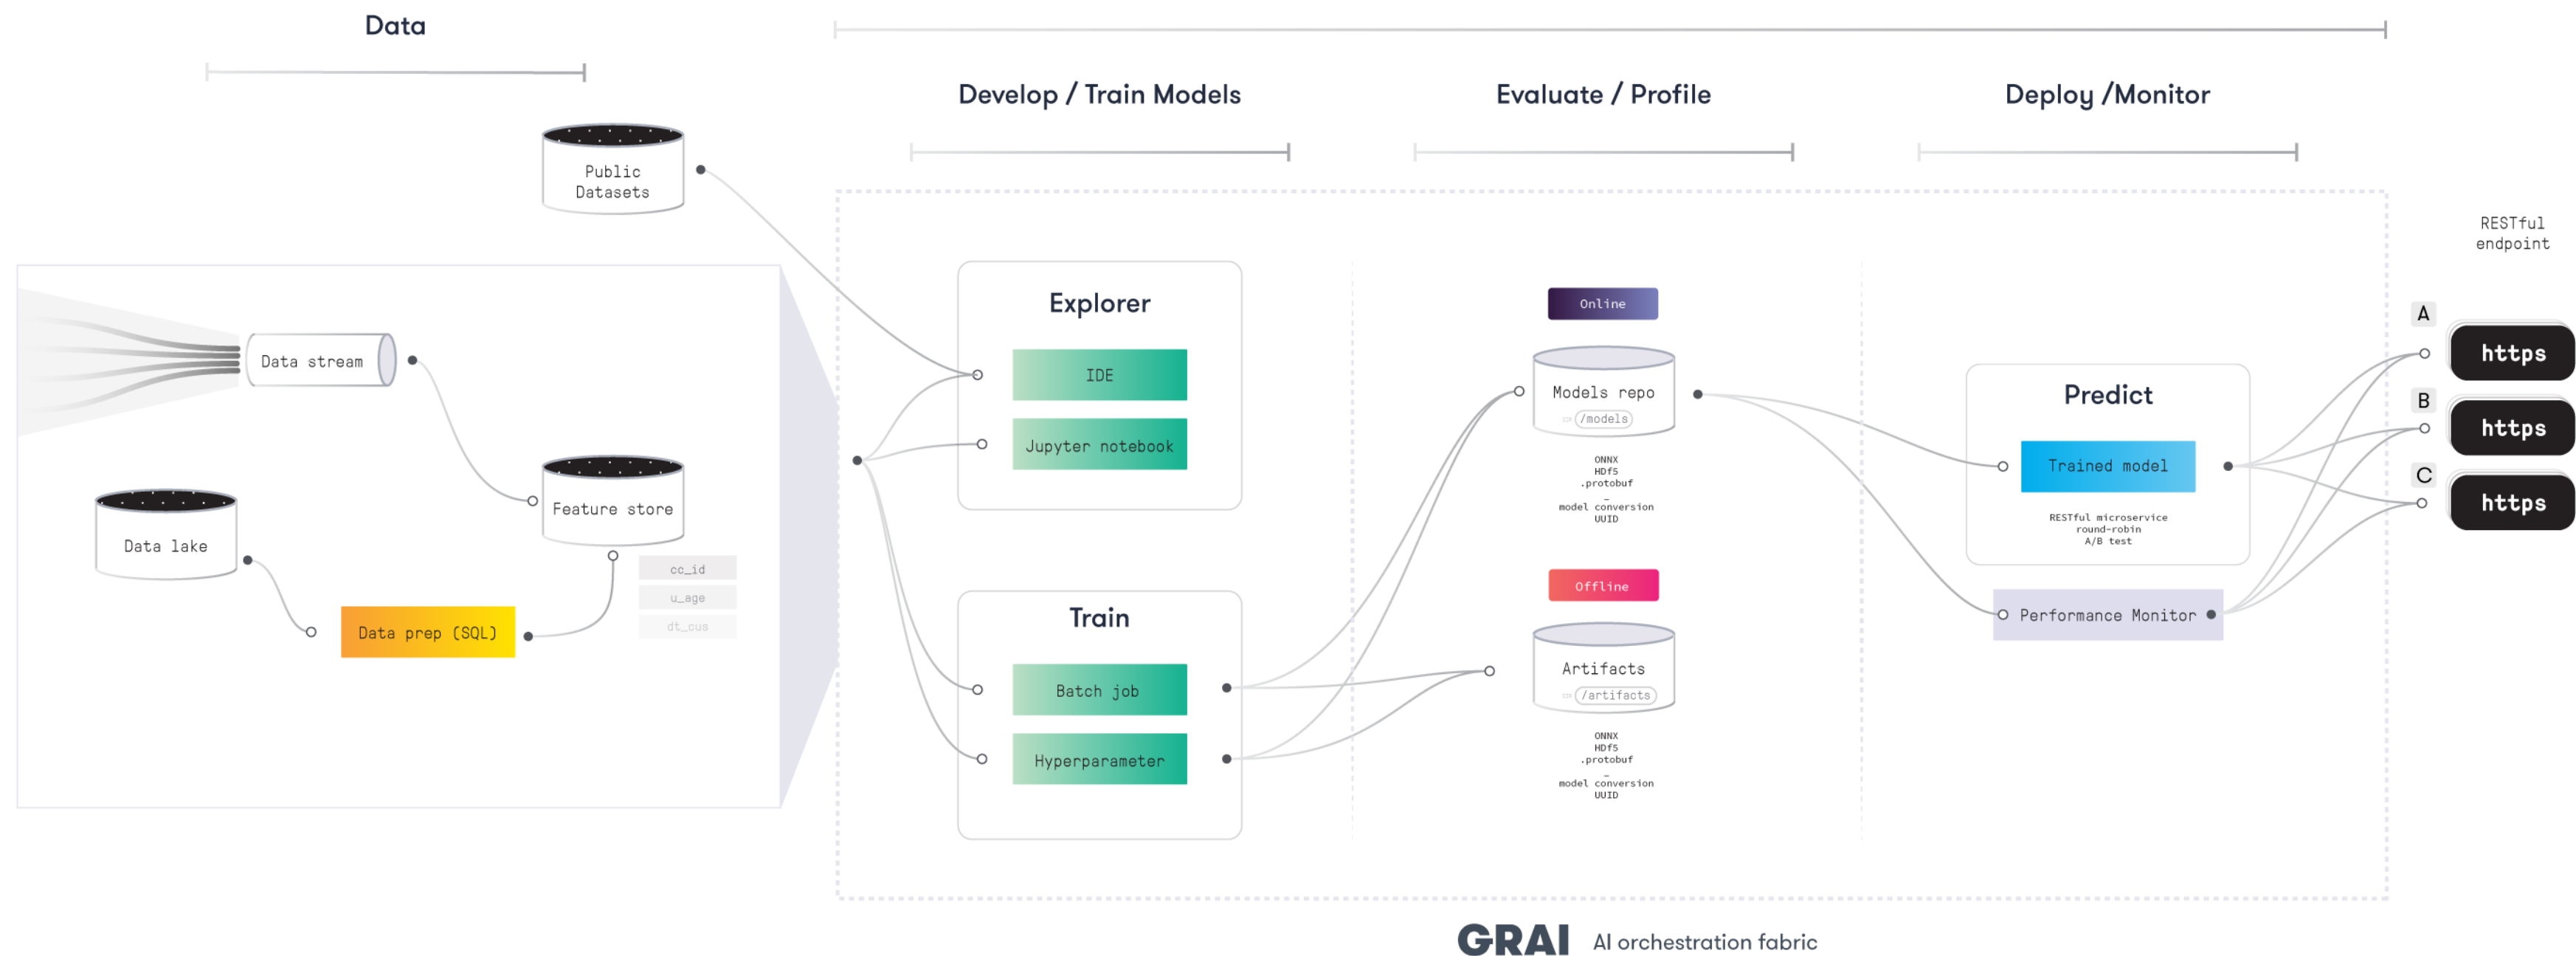 Data
Develop / Train Models
Evaluate / Profile
Deploy /Monitor
Public
Datasets
Data stream
Data lake
Data prep (SQL)
Feature store
cc_id
u_age
dt_cus
Explorer
IDE
Jupyter notebook
Train
Batch job
Hyperparameter
Online
Models repo
/models
ONNX
HDf5
.protobuf
–
model conversion
UUID
Offline
Artifacts
/artifacts
ONNX
HDf5
.protobuf
–
model conversion
UUID
Predict
Trained model
RESTful microservice
round-robin
A/B test
Performance Monitor
RESTful
endpoint
A
https
B
https
C
https
GRAI AI orchestration fabric